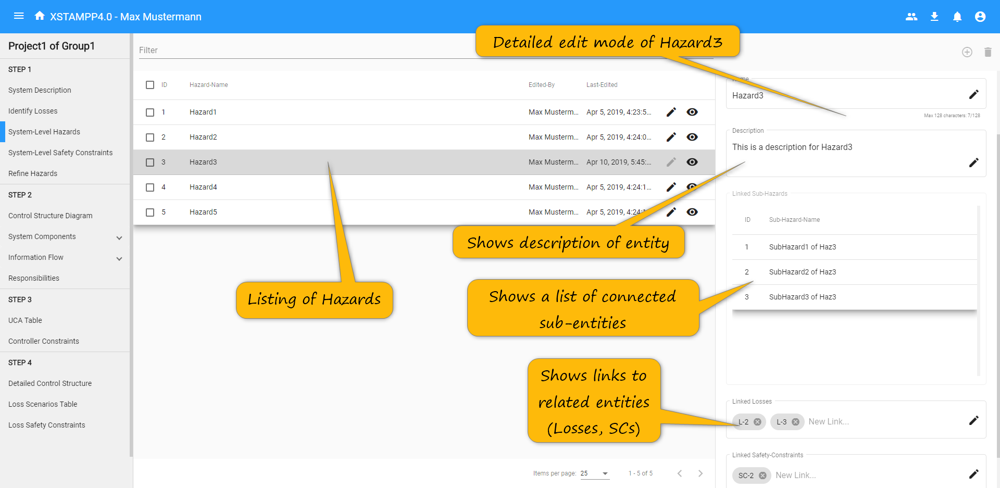 XSTAMPP4.0 - Max Mustermann
Project1 of Group1
STEP 1
System Description
Identify Losses
System-Level Hazards
System-Level Safety Constraints
Refine Hazards
STEP 2
Control Structure Diagram
System Components
Information Flow
Responsibilities
STEP 3
UCA Table
Controller Constraints
STEP 4
Detailed Control Structure
Loss Scenarios Table
Loss Safety Constraints
Filter
ID Hazard-Name Edited-By Last-Edited
1 Hazard1 Max Musterm... Apr 5, 2019, 4:23:5...
2 Hazard2 Max Musterm... Apr 5, 2019, 4:24:0...
3 Hazard3 Max Musterm... Apr 10, 2019, 5:45:...
4 Hazard4 Max Musterm... Apr 5, 2019, 4:24:1...
5 Hazard5 Max Musterm... Apr 5, 2019, 4:24:1...
Items per page: 25 1 - 5 of 5
Detailed edit mode of Hazard3
Shows description of entity
Listing of Hazards
Shows a list of connected
sub-entities
Shows links to
related entities
(Losses, SCs)
Name
Hazard3
Max 128 characters: 7/128
Description
This is a description for Hazard3
Linked Sub-Hazards
ID Sub-Hazard-Name
1 SubHazard1 of Haz3
2 SubHazard2 of Haz3
3 SubHazard3 of Haz3
Linked Losses
L-2 L-3 New Link...
Linked Safety-Constraints
SC-2 New Link...